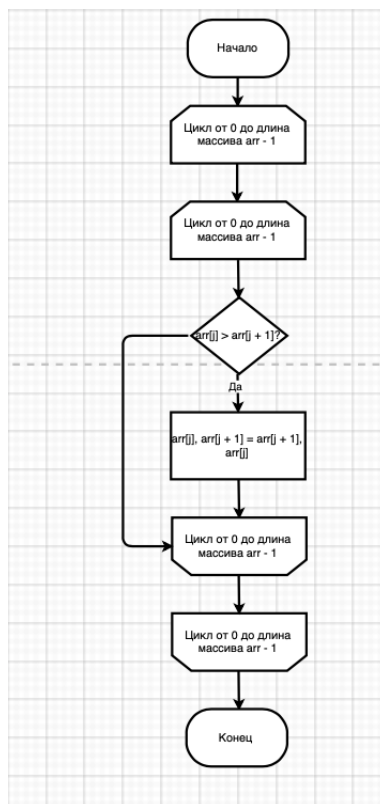 Начало
Цикл от 0 до длина
массива arr - 1
Цикл от 0 до длина
массива arr - 1
arr[j] > arr[j + 1]?
Да
arr[j], arr[j + 1] = arr[j + 1],
arr[j]
Цикл от 0 до длина
массива arr - 1
Цикл от 0 до длина
массива arr - 1
Конец